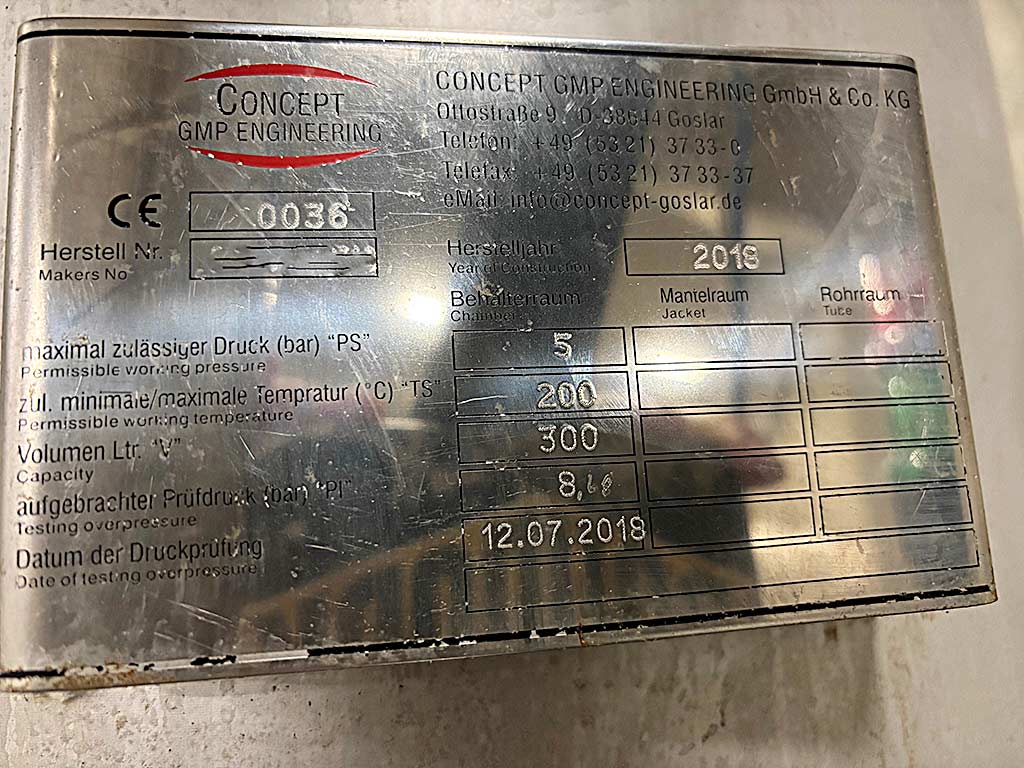 CONCEPT
GMP ENGINEERING
CONCEPT GMP ENGINEERING GmbH & Co. KG
Ottostraße 9, D-38644 Goslar
Telefon: +49 (53 21) 37 33-0
Telefax: +49 (53 21) 37 33-37
eMail: info@concept-goslar.de
CE 0036
Herstell Nr.
Makers No
Herstelljahr 2018
Year of Construction
Behälterraum Mantelraum Rohrraum
Chamber Jacket Tube
maximal zulässiger Druck (bar) "PS" 5
Permissible working pressure
zul. minimale/maximale Tempratur (°C) "TS" 200
Permissible working temperature
Volumen Ltr. "V" 300
Capacity
aufgebrachter Prüfdruck (bar) "PI" 8,68
Testing overpressure
Datum der Druckprüfung 12.07.2018
Date of testing overpressure